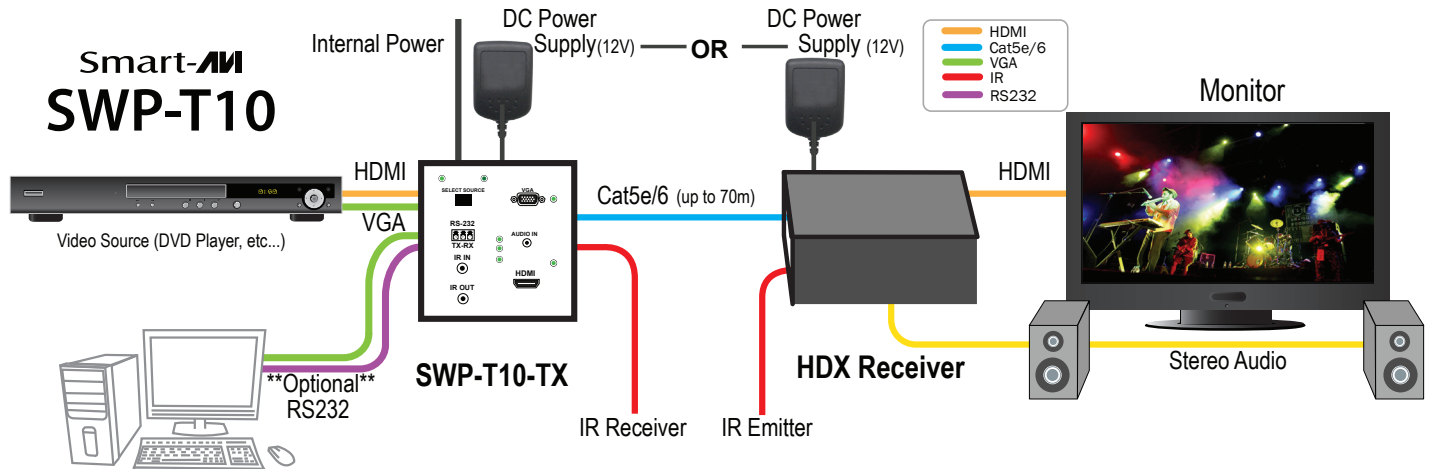 Smart-AVI
SWP-T10
Internal Power
DC Power
Supply(12V)
OR
DC Power
Supply (12V)
HDMI
Cat5e/6
VGA
IR
RS232
Monitor
HDMI
VGA
Video Source (DVD Player, etc...)
SELECT SOURCE
VGA
RS-232
TX-RX
AUDIO IN
IR IN
HDMI
IR OUT
Cat5e/6 (up to 70m)
HDMI
**Optional**
RS232
SWP-T10-TX
HDX Receiver
Stereo Audio
IR Receiver
IR Emitter